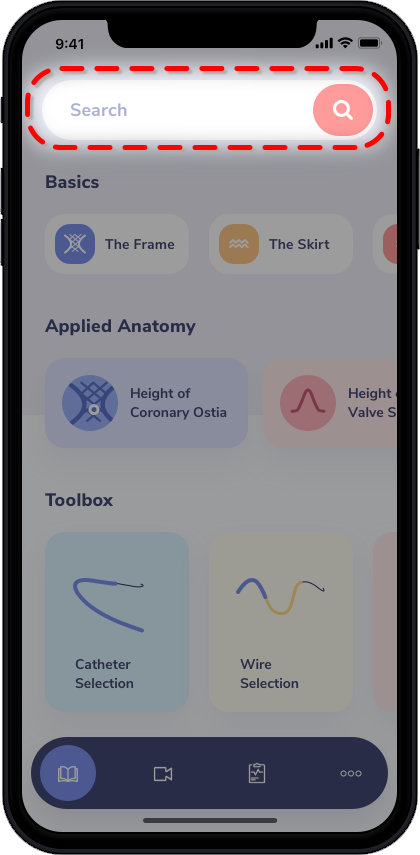 9:41
Search
Basics
The Frame
The Skirt
Applied Anatomy
Height of
Coronary Ostia
Height
Valve S
Toolbox
Catheter
Selection
Wire
Selection